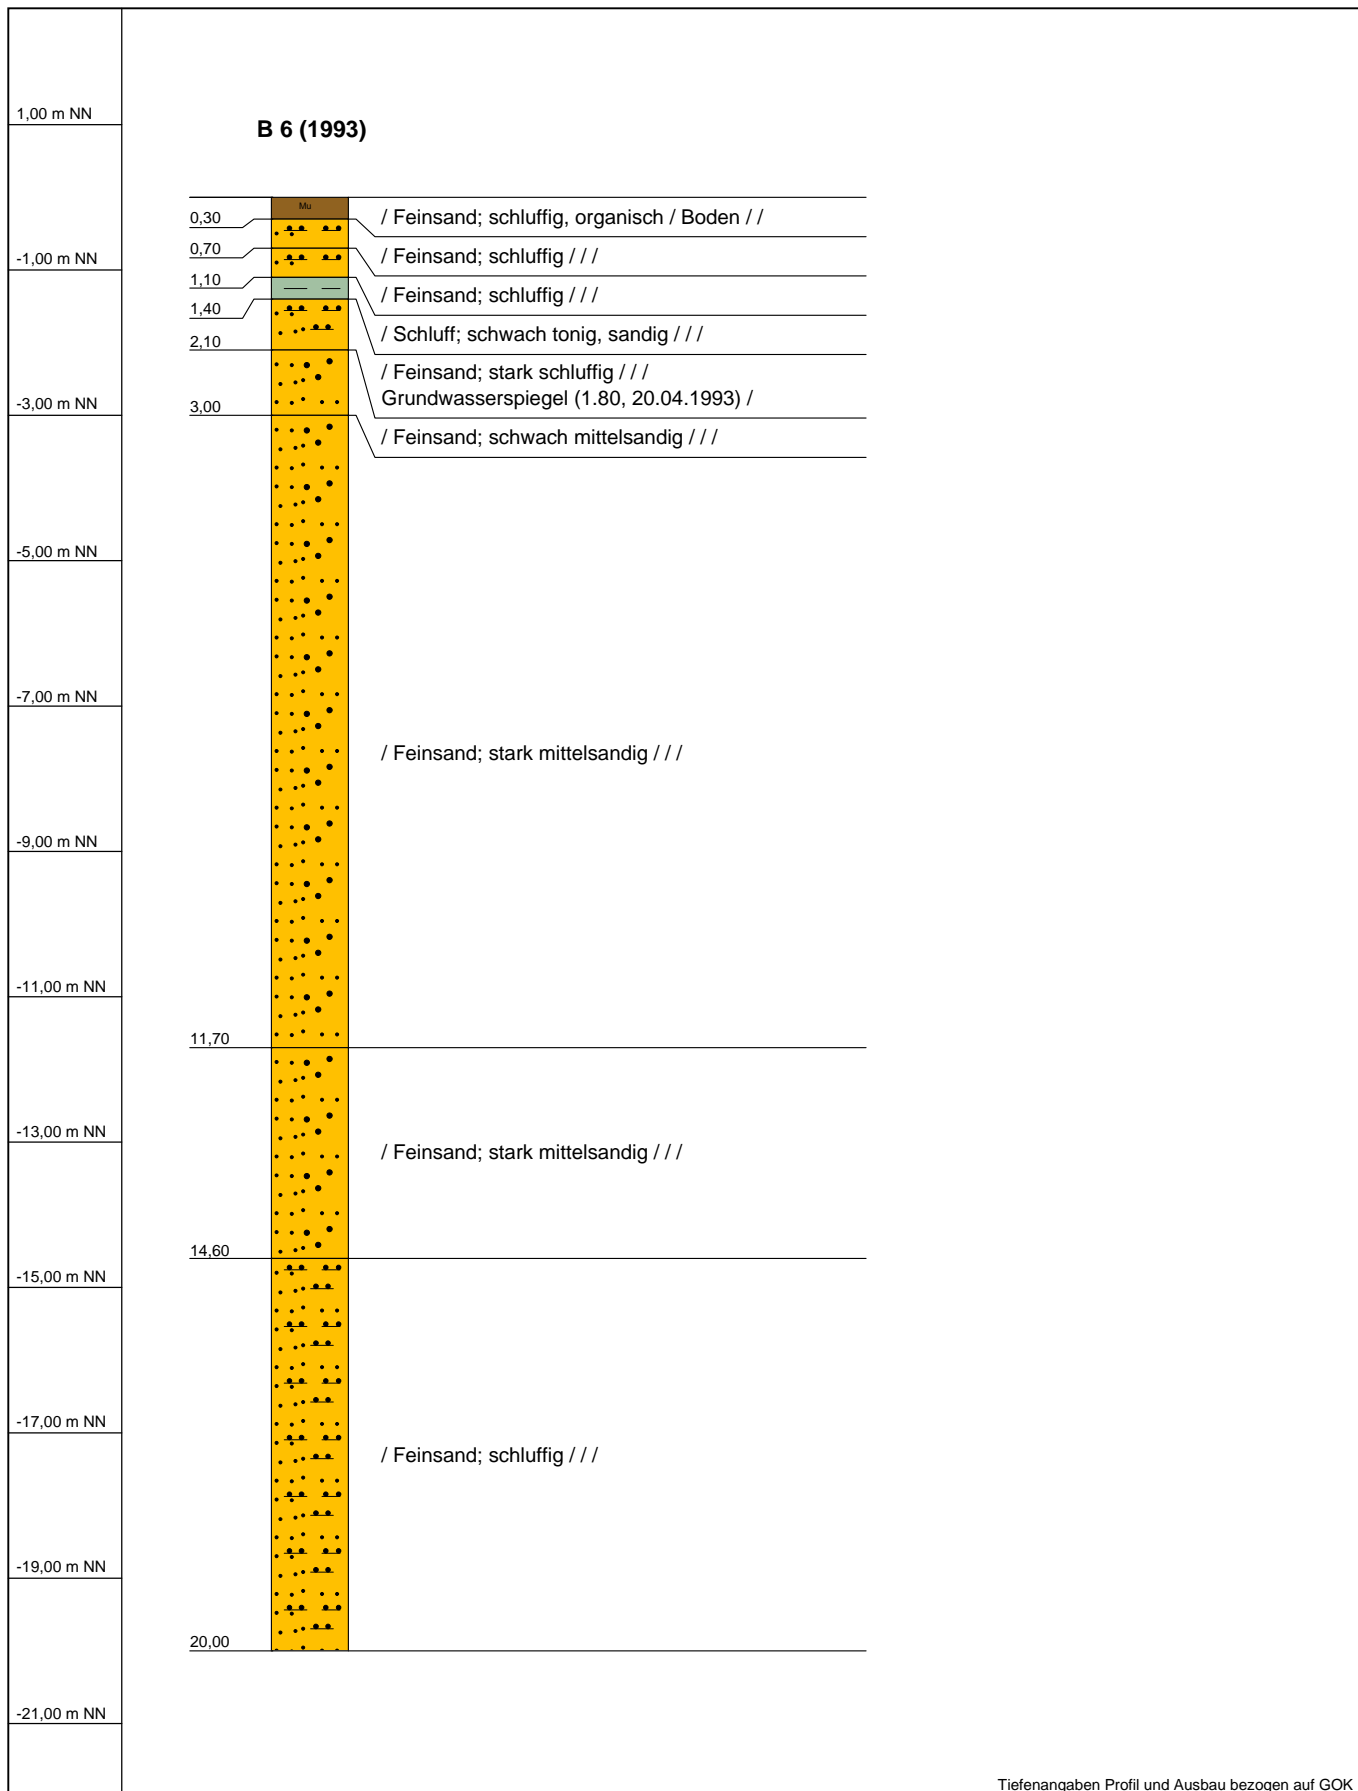 1,00 m NN
B 6 (1993)
Mu
0,30
/ Feinsand; schluffig, organisch / Boden / /
0,70
/ Feinsand; schluffig / / /
-1,00 m NN
1,10
/ Feinsand; schluffig / / /
1,40
/ Schluff; schwach tonig, sandig / / /
2,10
/ Feinsand; stark schluffig / / /
Grundwasserspiegel (1.80, 20.04.1993) /
-3,00 m NN
3,00
/ Feinsand; schwach mittelsandig / / /
-5,00 m NN
-7,00 m NN
/ Feinsand; stark mittelsandig / / /
-9,00 m NN
-11,00 m NN
11,70
-13,00 m NN
/ Feinsand; stark mittelsandig / / /
14,60
-15,00 m NN
-17,00 m NN
/ Feinsand; schluffig / / /
-19,00 m NN
20,00
-21,00 m NN
Tiefenangaben Profil und Ausbau bezogen auf GOK